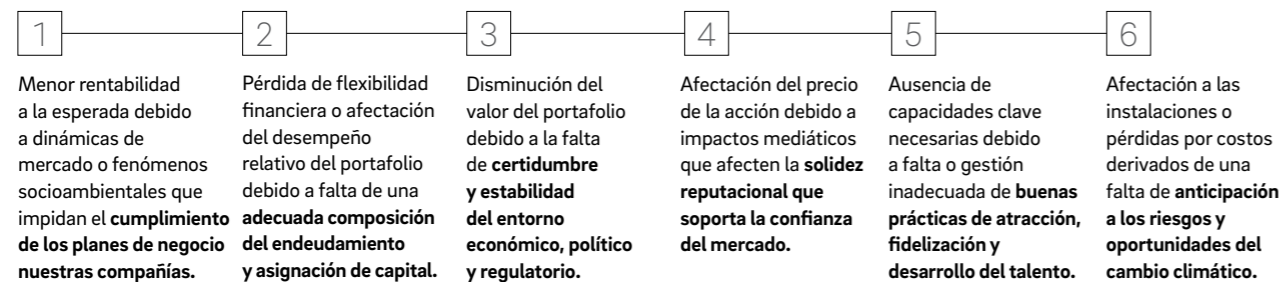 1
Menor rentabilidad
a la esperada debido
a dinámicas de
mercado o fenómenos
socioambientales que
impidan el cumplimiento
de los planes de negocio
nuestras compañías.
2
Pérdida de flexibilidad
financiera o afectación
del desempeño
relativo del portafolio
debido a falta de una
adecuada composición
del endeudamiento
y asignación de capital.
3
Disminución del
valor del portafolio
debido a la falta
de certidumbre
y estabilidad
del entorno
económico, político
y regulatorio.
4
Afectación del precio
de la acción debido a
impactos mediáticos
que afecten la solidez
reputacional que
soporta la confianza
del mercado.
5
Ausencia de
capacidades clave
necesarias debido
a falta o gestión
inadecuada de buenas
prácticas de atracción,
fidelización y
desarrollo del talento.
6
Afectación a las
instalaciones o
pérdidas por costos
derivados de una
falta de anticipación
a los riesgos y
oportunidades del
cambio climático.